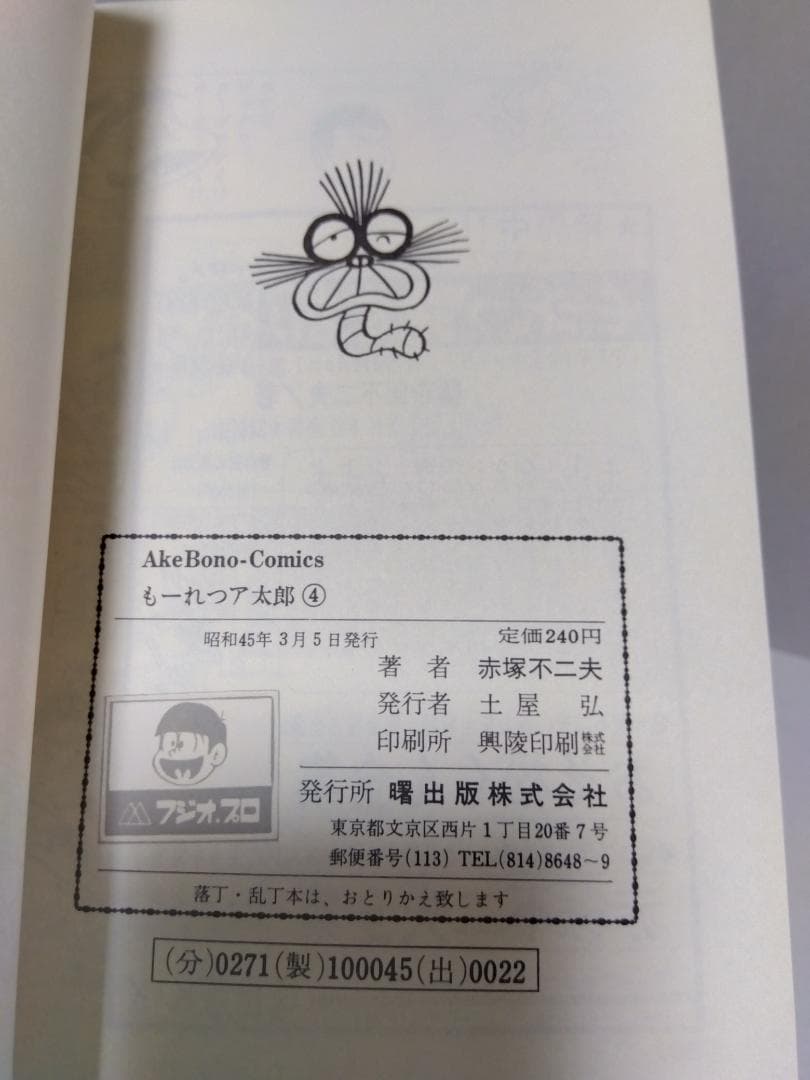 AkeBono-Comics
もーれつア太郎④
昭和45年3月5日発行 定価240円
著者 赤塚不二夫
発行者 土屋 弘
印刷所 興陵印刷株式会社
フジオ.プロ
発行所 曙出版株式会社
東京都文京区西片1丁目20番7号
郵便番号(113) TEL(814)8648〜9
落丁・乱丁本は、おとりかえ致します
(分)0271(製)100045(出)0022